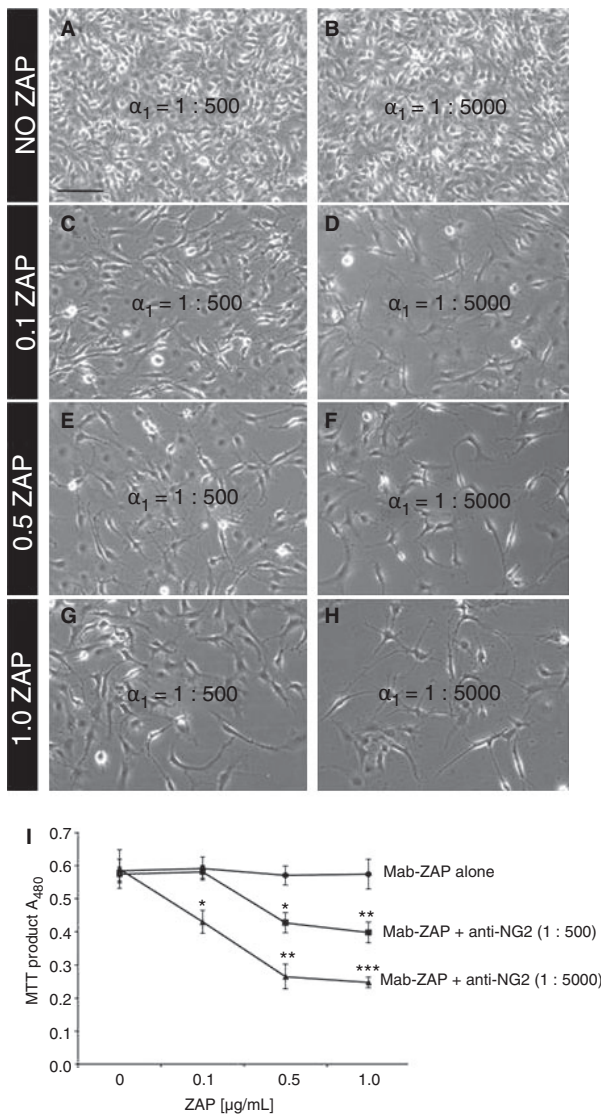 NO ZAP
A
α₁ = 1 : 500
B
α₁ = 1 : 5000
0.1 ZAP
C
α₁ = 1 : 500
D
α₁ = 1 : 5000
0.5 ZAP
E
α₁ = 1 : 500
F
α₁ = 1 : 5000
1.0 ZAP
G
α₁ = 1 : 500
H
α₁ = 1 : 5000
I
MTT product A₄₈₀
0.7
0.6
0.5
0.4
0.3
0.2
0.1
0.0
Mab-ZAP alone
* * **
Mab-ZAP + anti-NG2 (1 : 500)
** ***
Mab-ZAP + anti-NG2 (1 : 5000)
0 0.1 0.5 1.0
ZAP [µg/mL]